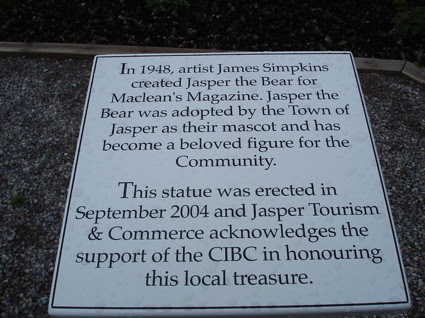 In 1948, artist James Simpkins
created Jasper the Bear for
Maclean's Magazine. Jasper the
Bear was adopted by the Town of
Jasper as their mascot and has
become a beloved figure for the
Community.
This statue was erected in
September 2004 and Jasper Tourism
& Commerce acknowledges the
support of the CIBC in honouring
this local treasure.